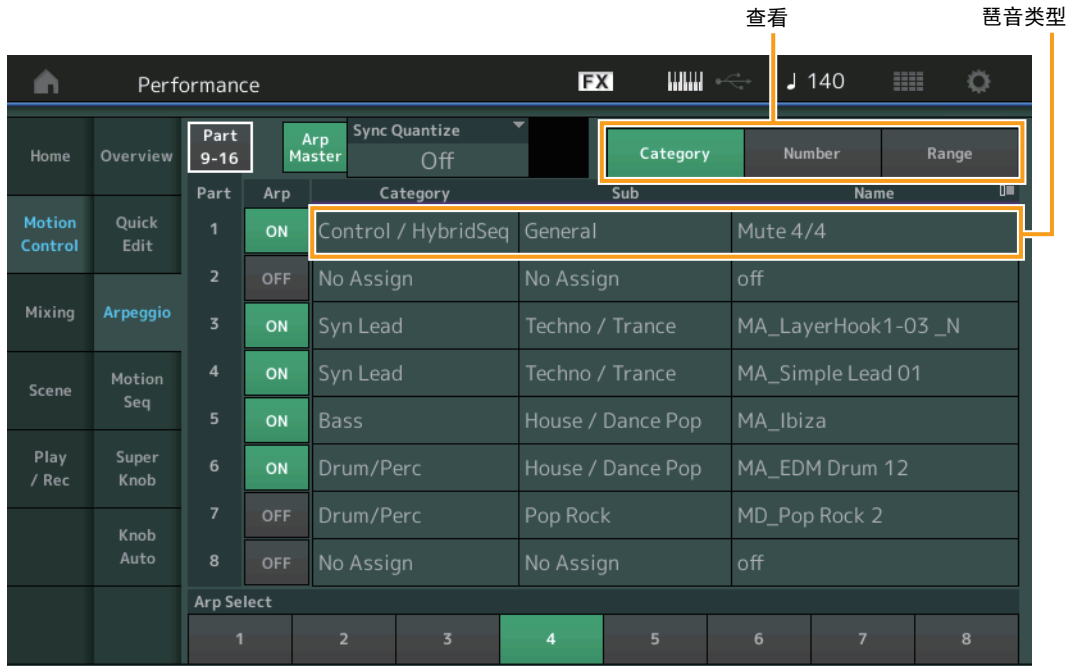 查看 琶音类型
Performance FX 140
Part 9-16 Arp Master Sync Quantize Off Category Number Range
Home Overview
Part Arp Category Sub Name
Motion Control Quick Edit
1 ON Control / HybridSeq General Mute 4/4
2 OFF No Assign No Assign off
Mixing Arpeggio
3 ON Syn Lead Techno / Trance MA_LayerHook1-03 _N
Scene Motion Seq
4 ON Syn Lead Techno / Trance MA_Simple Lead 01
5 ON Bass House / Dance Pop MA_Ibiza
Play / Rec Super Knob
6 ON Drum/Perc House / Dance Pop MA_EDM Drum 12
7 OFF Drum/Perc Pop Rock MD_Pop Rock 2
Knob Auto
8 OFF No Assign No Assign off
Arp Select
1 2 3 4 5 6 7 8